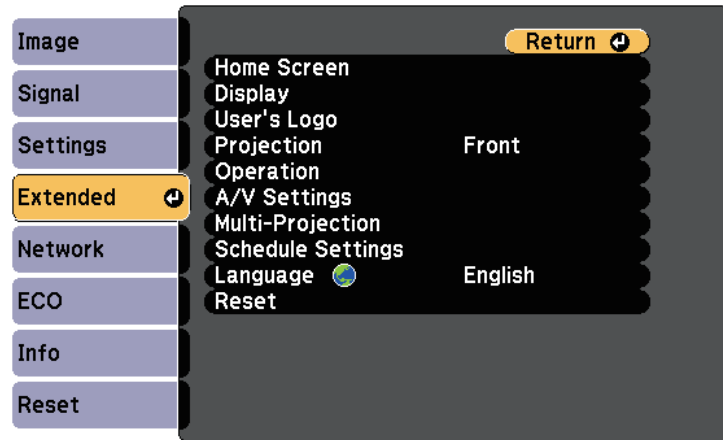 Image
Signal
Settings
Extended
Network
ECO
Info
Reset
Return
Home Screen
Display
User's Logo
Projection Front
Operation
A/V Settings
Multi-Projection
Schedule Settings
Language English
Reset